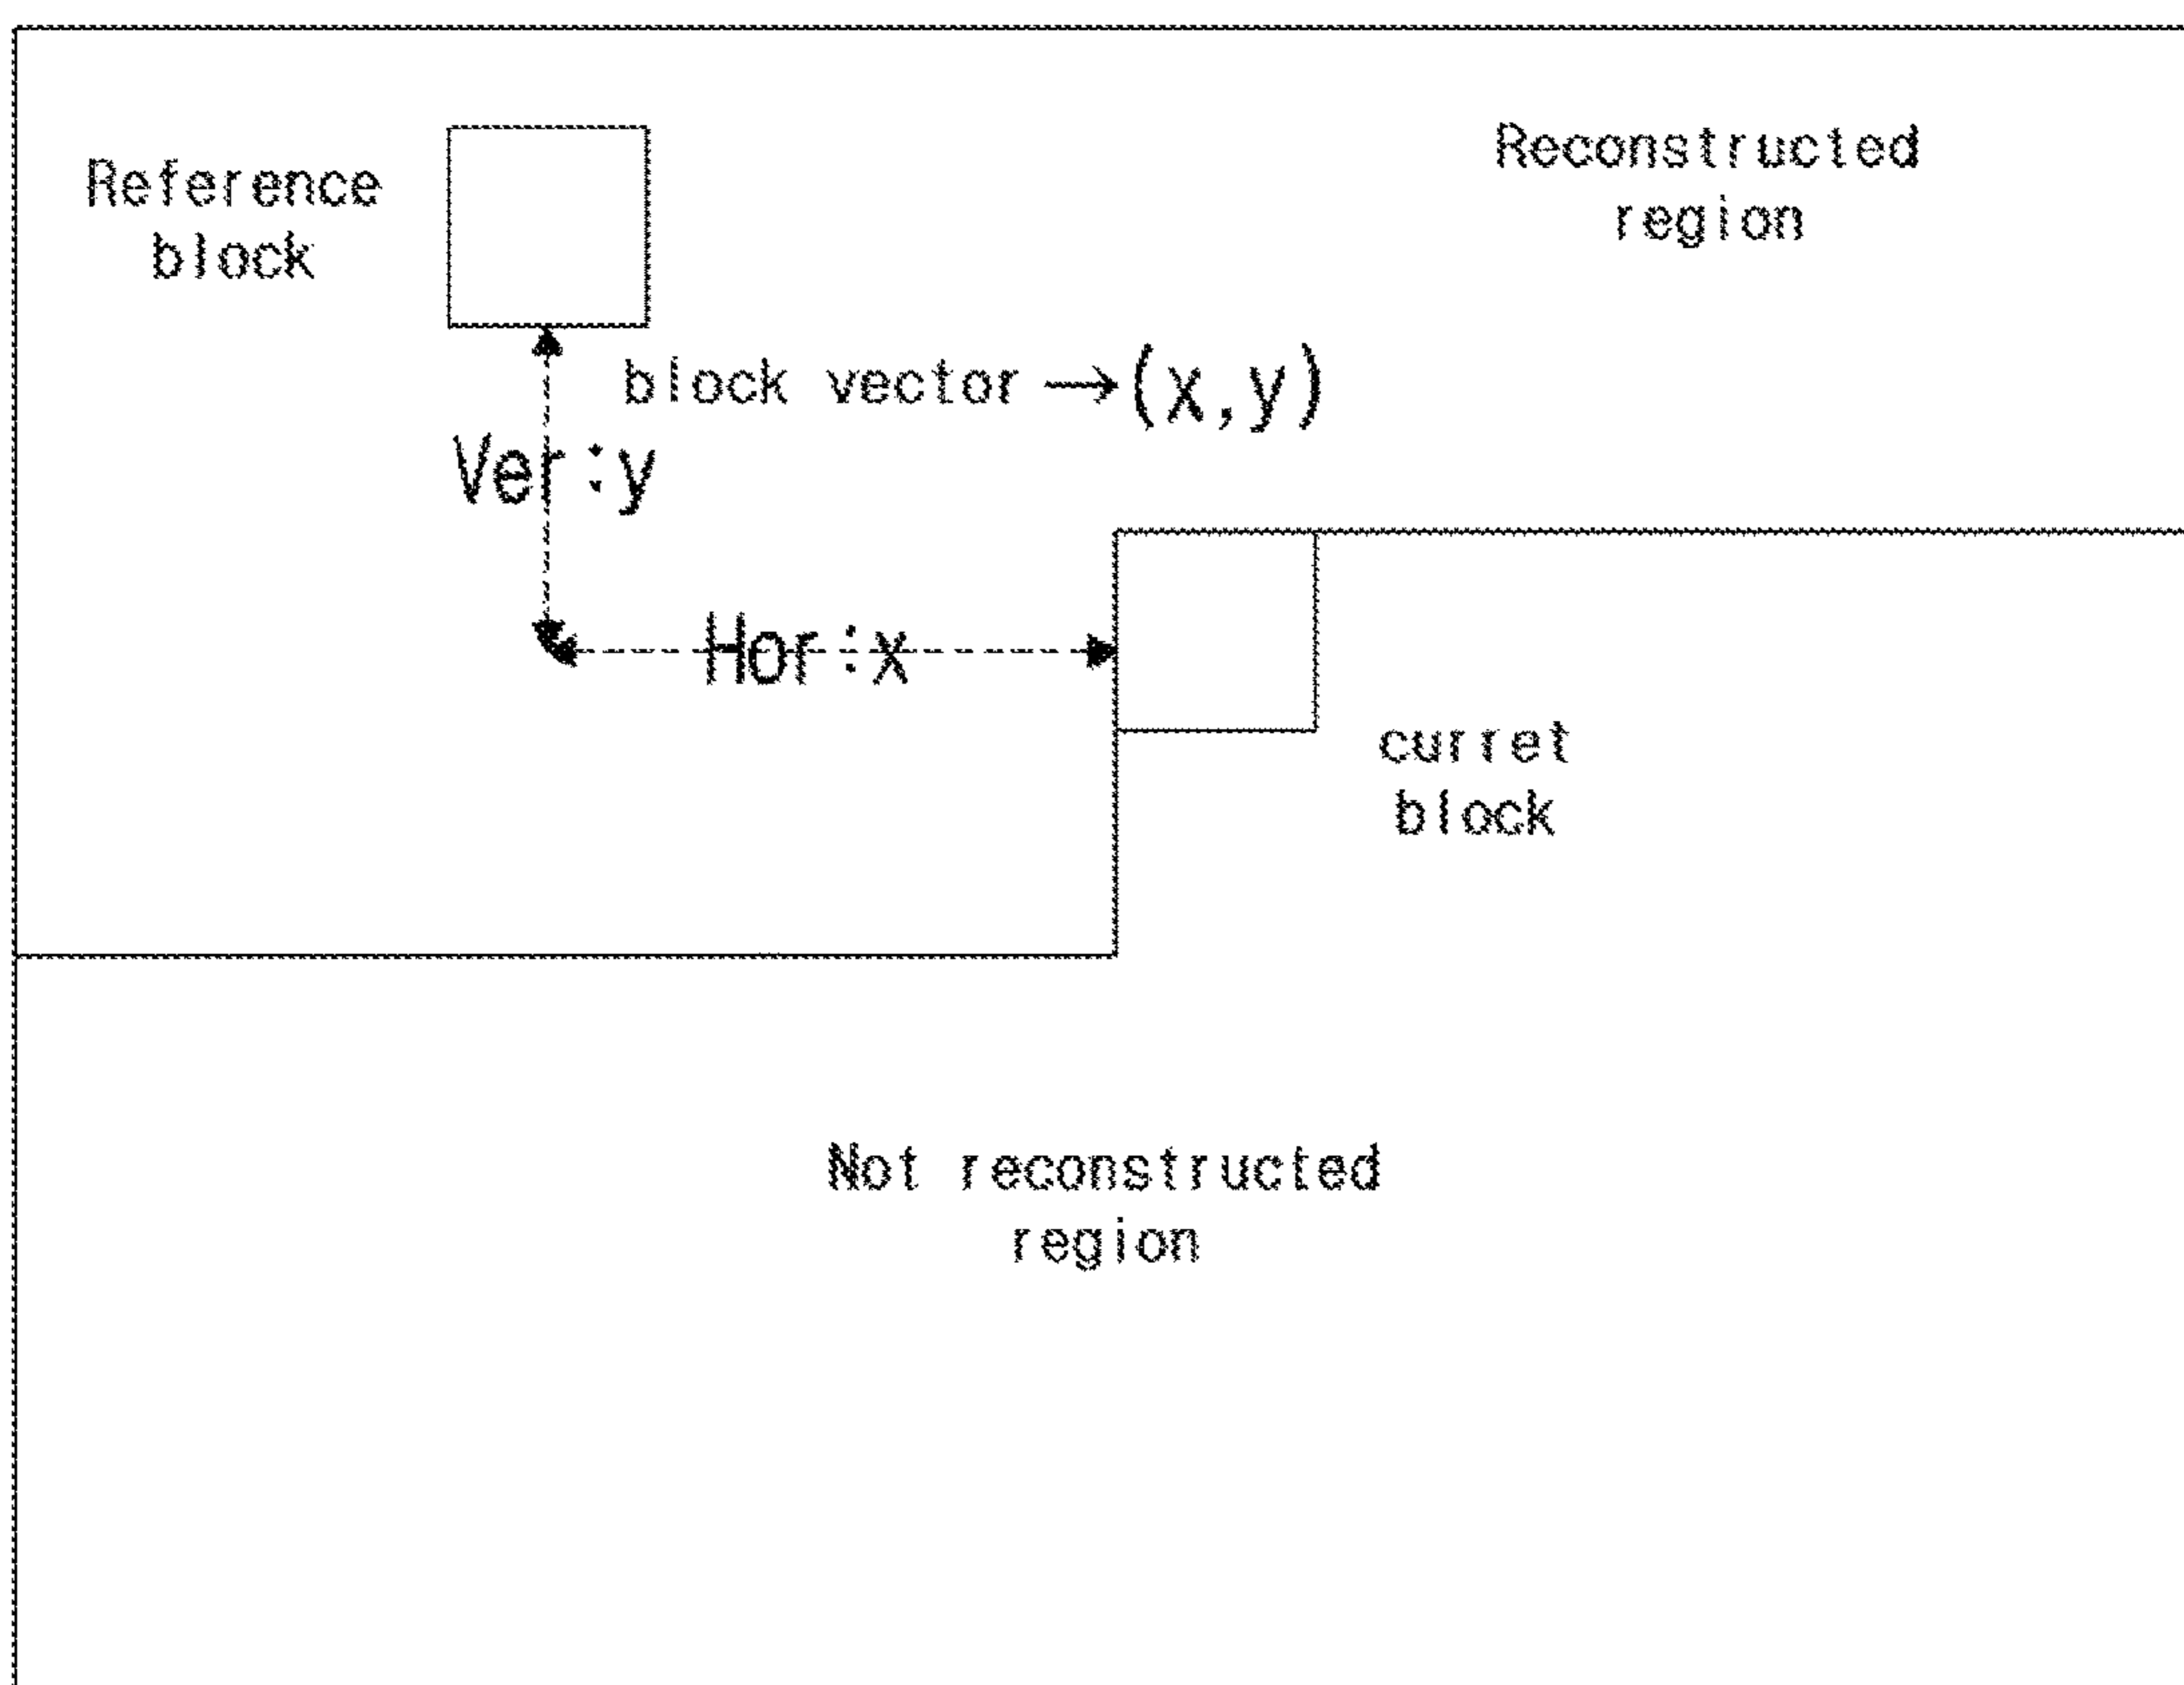 Reference
block
Reconstructed
region
block vector →(x,y)
Ver:y
Hor:x
curret
block
Not reconstructed
region